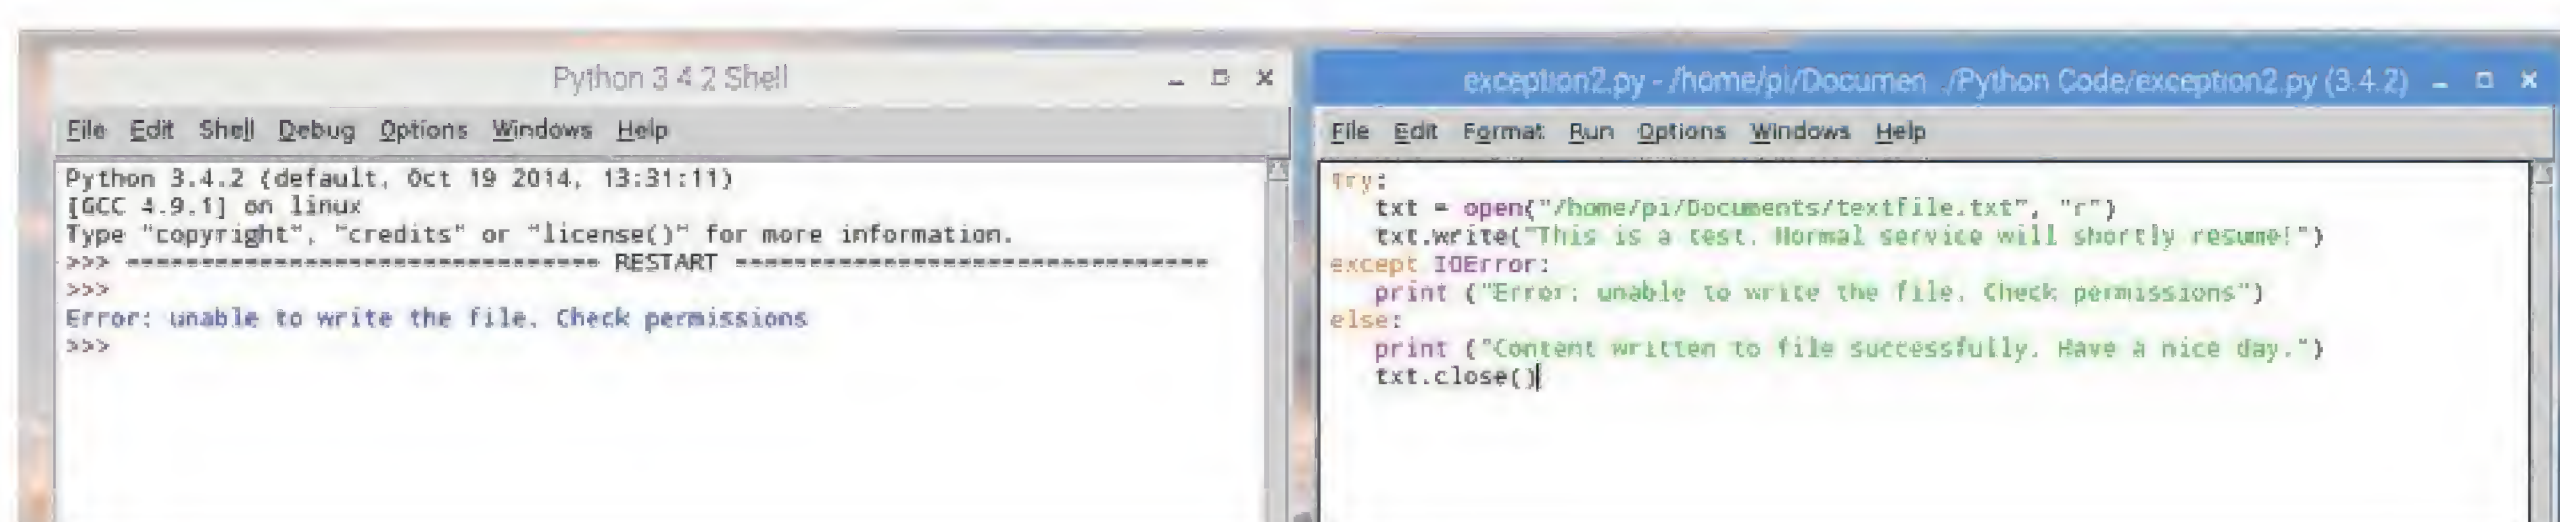 Python 3 4 2 Shell
File Edit Shell Debug Options Windows Help
Python 3.4.2 (default, Oct 19 2014, 13:31:11)
[GCC 4.9.1] on linux
Type "copyright", "credits" or "license()" for more information.
>>> ================================ RESTART ================================
>>>
Error: unable to write the file. Check permissions
>>>
exception2.py - /home/pi/Documen ./Python Code/exception2.py (3.4.2)
File Edit Format Run Options Windows Help
try:
   txt = open("/home/pi/Documents/textfile.txt", "r")
   txt.write("This is a test. Normal service will shortly resume!")
except IOError:
   print ("Error: unable to write the file. Check permissions")
else:
   print ("Content written to file successfully. Have a nice day.")
   txt.close()